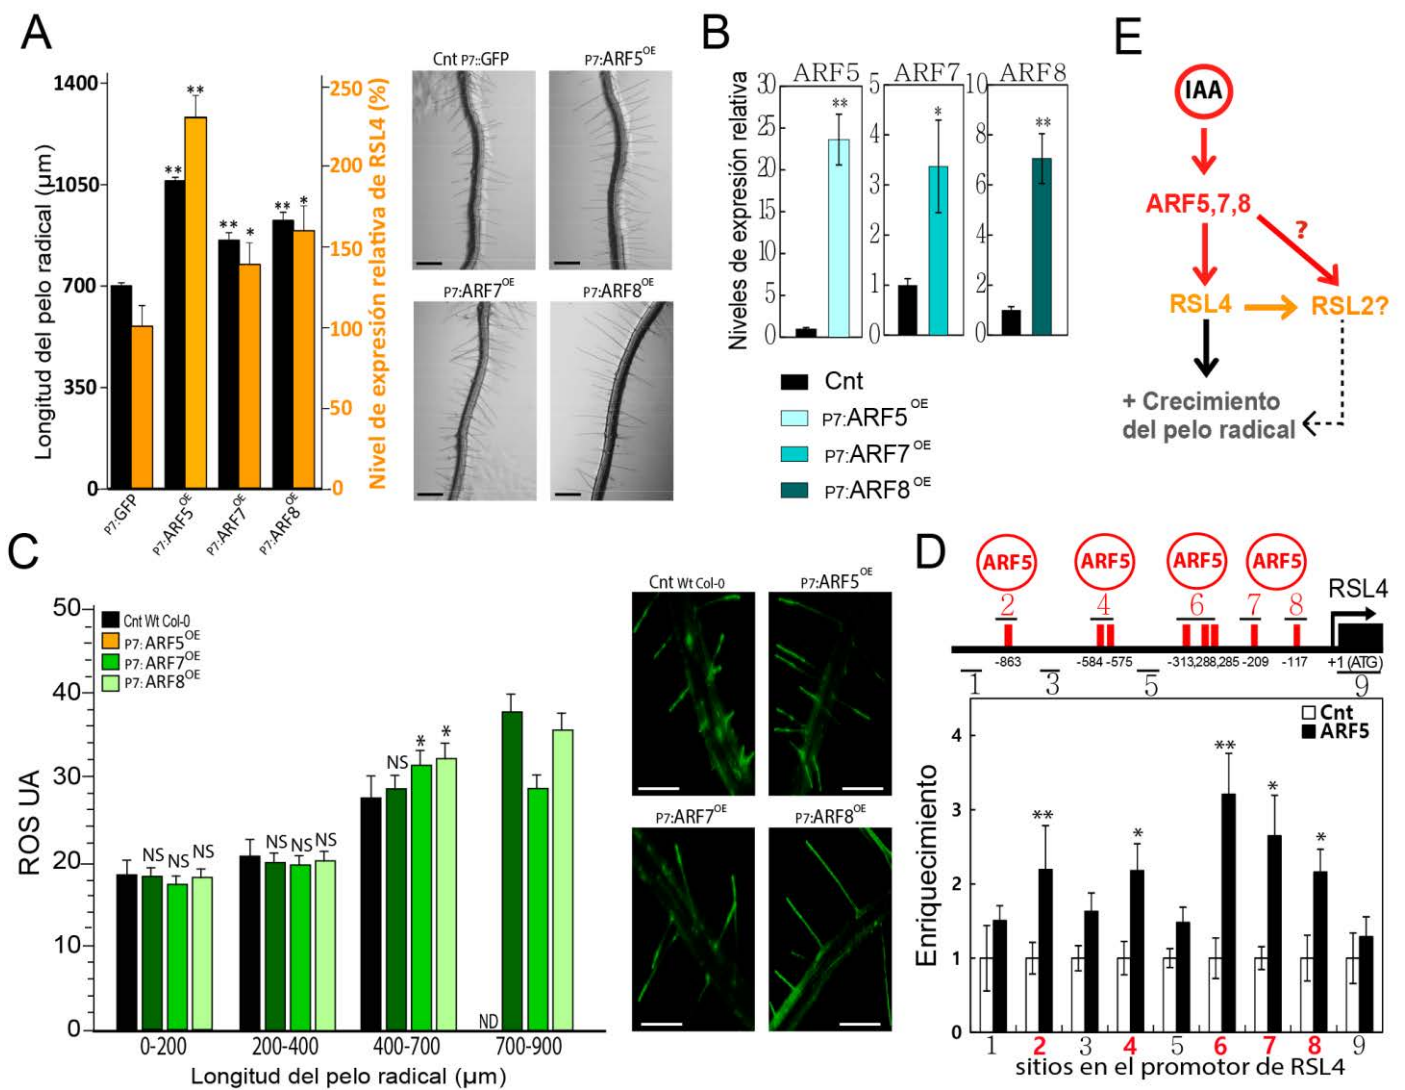 A
Longitud del pelo radical (µm)
1400
1050
700
350
0
**
**
**
*
**
*
250
200
150
100
50
0
Nivel de expresión relativa de RSL4 (%)
P7:GFP
P7:ARF5OE
P7:ARF7OE
P7:ARF8OE
Cnt P7::GFP
P7:ARF5OE
P7:ARF7OE
P7:ARF8OE
B
Niveles de expresión relativa
ARF5
30
25
20
15
10
5
0
**
ARF7
5
4
3
2
1
0
*
ARF8
10
8
6
4
2
0
**
Cnt
P7:ARF5OE
P7:ARF7OE
P7:ARF8OE
E
IAA
ARF5,7,8
?
RSL4
RSL2?
+ Crecimiento
del pelo radical
C
ROS UA
50
40
30
20
10
0
Cnt Wt Col-0
P7: ARF5OE
P7: ARF7OE
P7: ARF8OE
NS NS NS
NS NS NS
NS * *
ND
0-200 200-400 400-700 700-900
Longitud del pelo radical (µm)
Cnt Wt Col-0
P7:ARF5OE
P7:ARF7OE
P7:ARF8OE
D
ARF5 ARF5 ARF5 ARF5
RSL4
2 4 6 7 8
-863 -584 -575 -313,288,285 -209 -117 +1 (ATG)
1 3 5 9
Cnt
ARF5
Enriquecimiento
4
3
2
1
0
** * ** * *
1 2 3 4 5 6 7 8 9
sitios en el promotor de RSL4